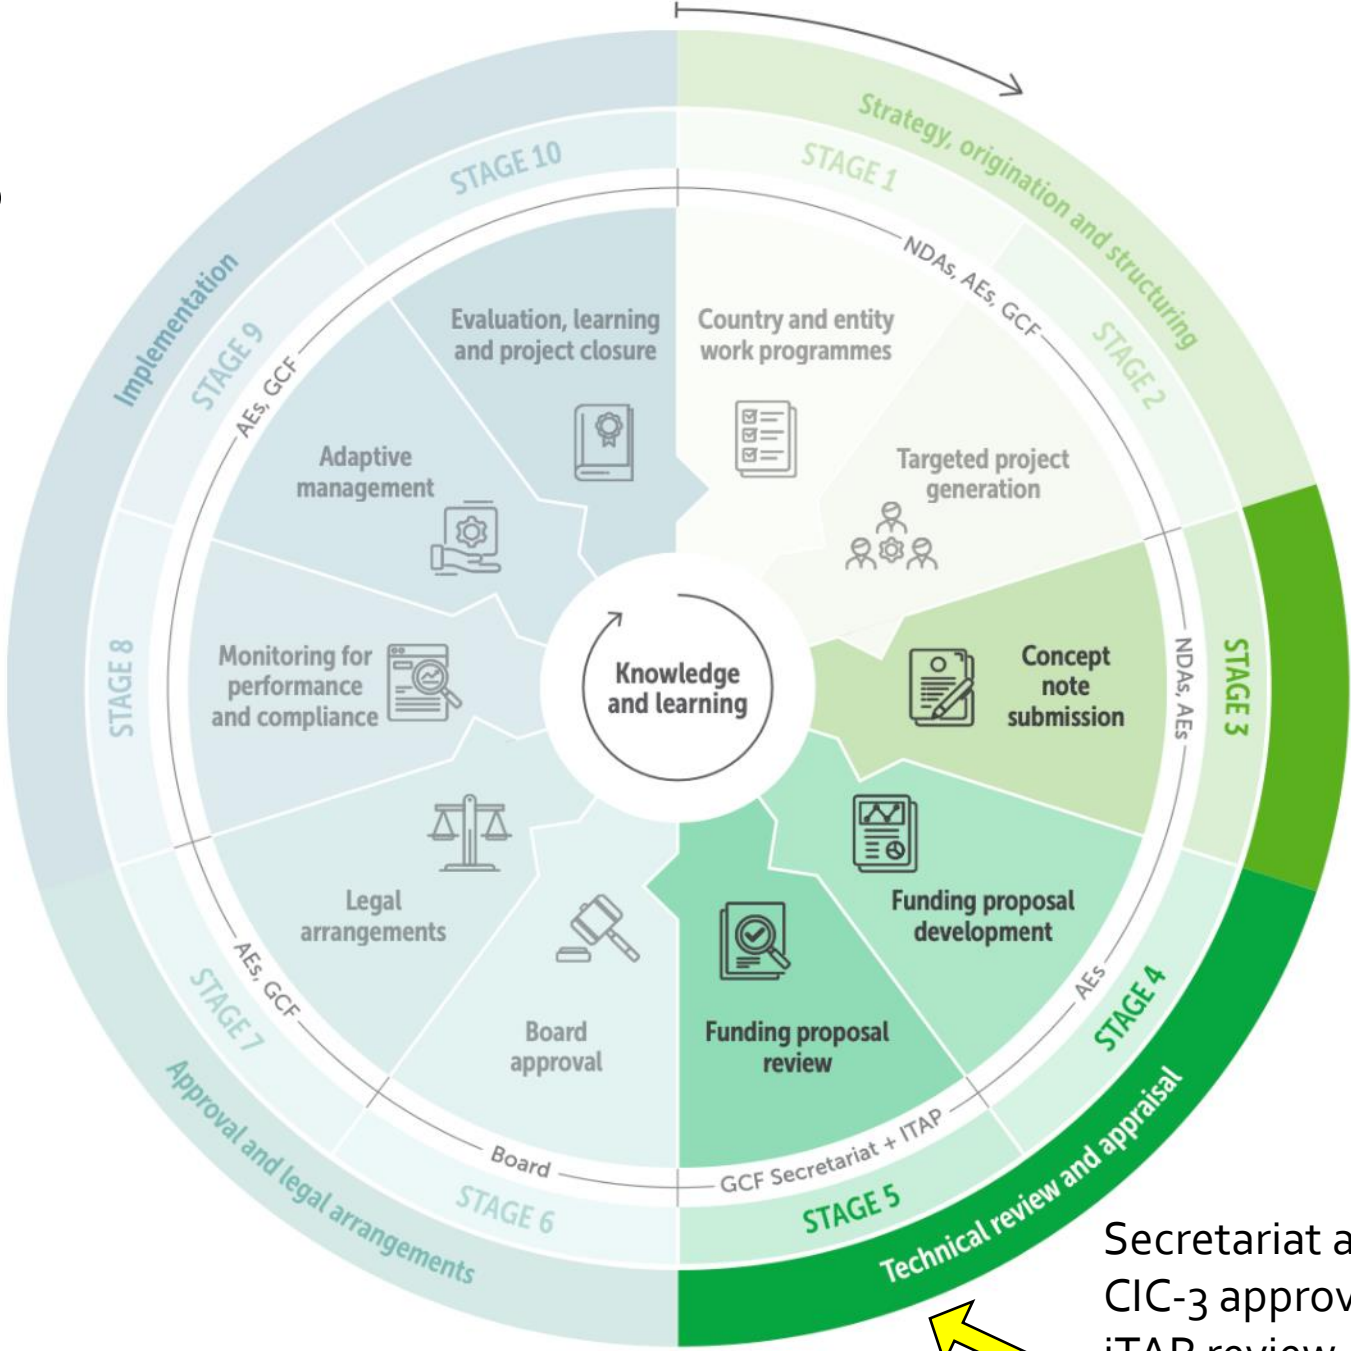 Strategy, origination and structuring
STAGE 1
STAGE 2
NDAs, AEs, GCF
Country and entity
work programmes
Targeted project
generation
STAGE 3
NDAs, AEs
Concept
note
submission
Technical review and appraisal
STAGE 4
AEs
Funding proposal
development
STAGE 5
GCF Secretariat + ITAP
Funding proposal
review
Approval and legal arrangements
STAGE 6
Board
Board
approval
STAGE 7
AEs, GCF
Legal
arrangements
Implementation
STAGE 8
Monitoring for
performance
and compliance
STAGE 9
AEs, GCF
Adaptive
management
STAGE 10
Evaluation, learning
and project closure
Knowledge
and learning
Secretariat a
CIC-3 approv
iTAP review